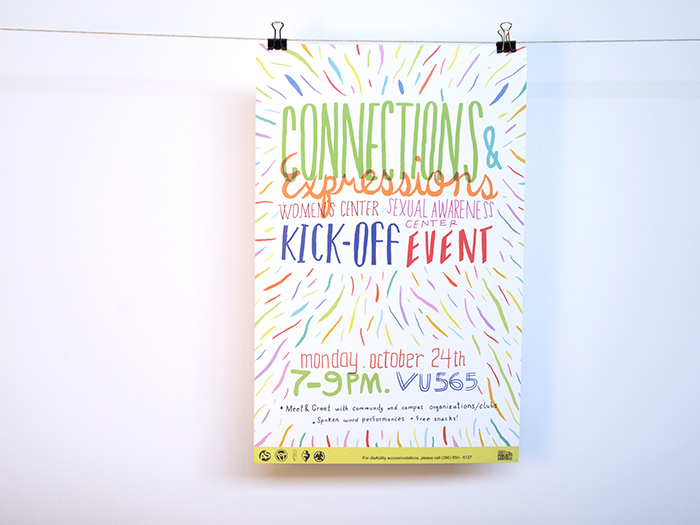 CONNECTIONS &
Expressions
WOMEN'S CENTER SEXUAL AWARENESS
CENTER
KICK-OFF EVENT
monday. october 24th
7-9PM. VU565
• Meet & Greet with community and campus organizations/clubs
• Spoken word performances • Free snacks!
For disAbility accommodations, please call (360) 650 - 6137